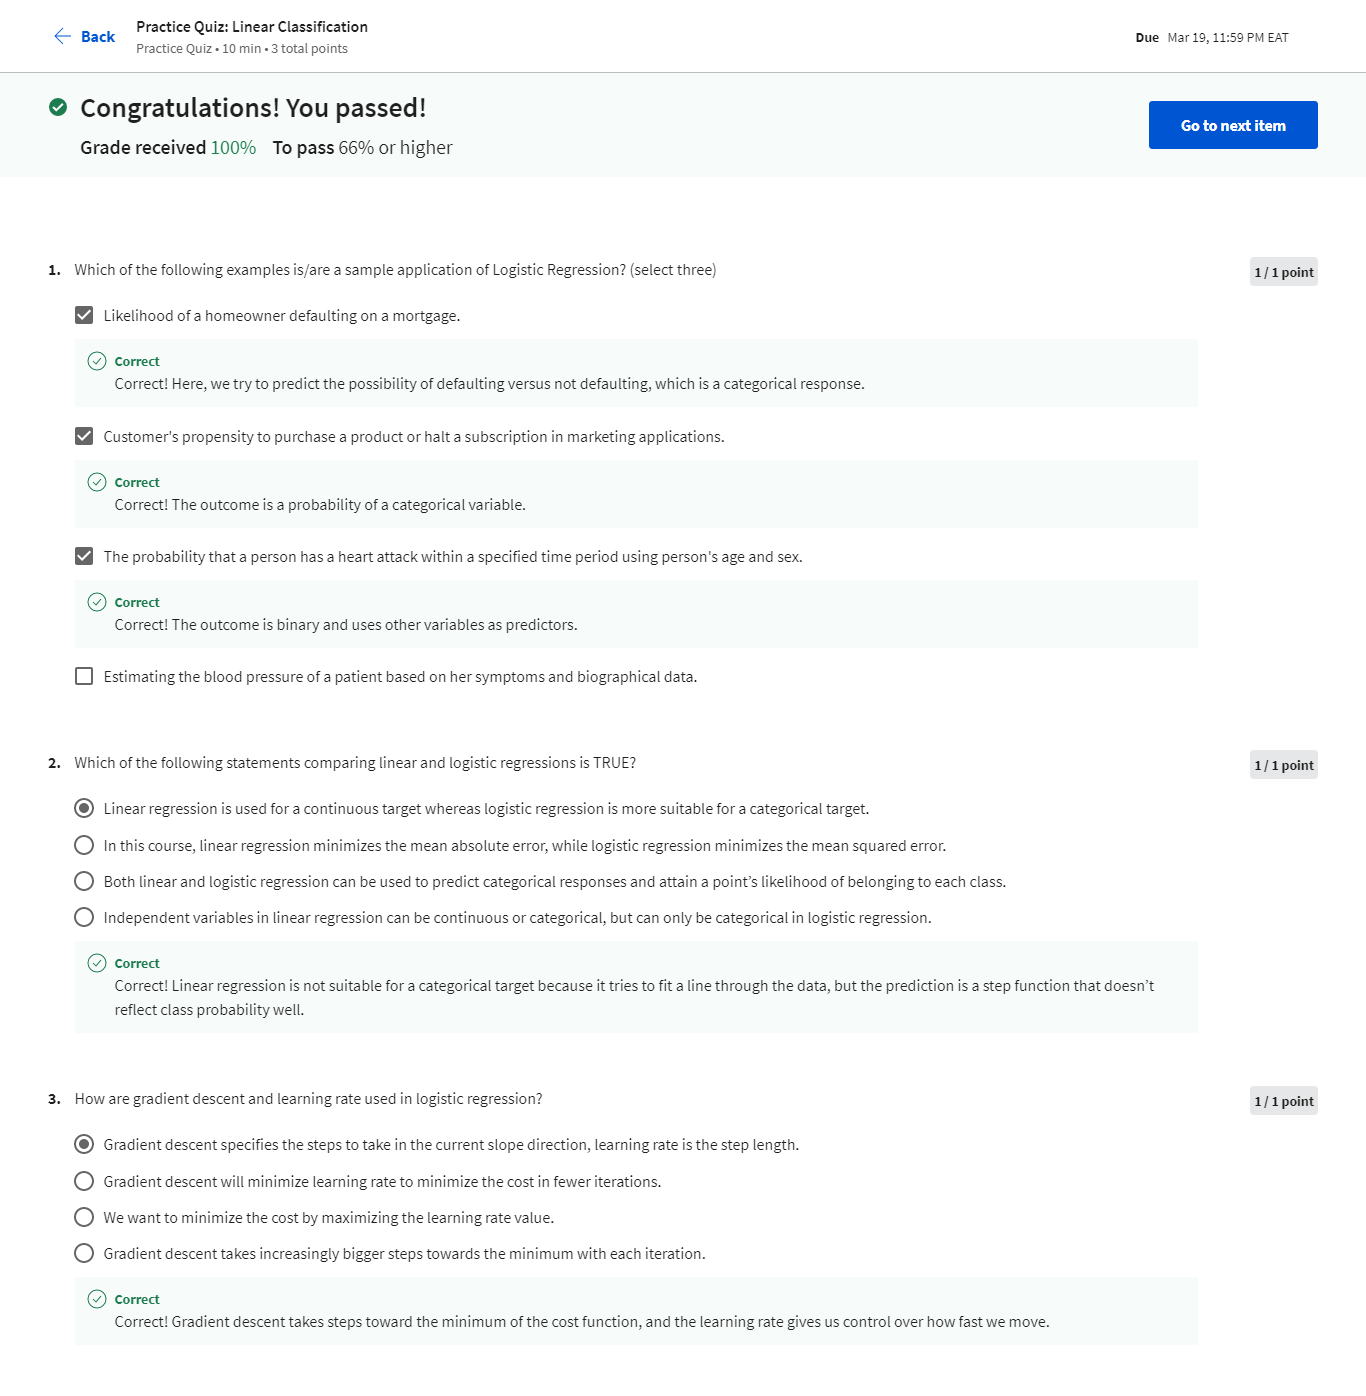 Back
Practice Quiz: Linear Classification
Practice Quiz • 10 min • 3 total points
Due Mar 19, 11:59 PM EAT
Congratulations! You passed!
Grade received 100% To pass 66% or higher
Go to next item
1. Which of the following examples is/are a sample application of Logistic Regression? (select three)
1 / 1 point
Likelihood of a homeowner defaulting on a mortgage.
Correct
Correct! Here, we try to predict the possibility of defaulting versus not defaulting, which is a categorical response.
Customer's propensity to purchase a product or halt a subscription in marketing applications.
Correct
Correct! The outcome is a probability of a categorical variable.
The probability that a person has a heart attack within a specified time period using person's age and sex.
Correct
Correct! The outcome is binary and uses other variables as predictors.
Estimating the blood pressure of a patient based on her symptoms and biographical data.
2. Which of the following statements comparing linear and logistic regressions is TRUE?
1 / 1 point
Linear regression is used for a continuous target whereas logistic regression is more suitable for a categorical target.
In this course, linear regression minimizes the mean absolute error, while logistic regression minimizes the mean squared error.
Both linear and logistic regression can be used to predict categorical responses and attain a point’s likelihood of belonging to each class.
Independent variables in linear regression can be continuous or categorical, but can only be categorical in logistic regression.
Correct
Correct! Linear regression is not suitable for a categorical target because it tries to fit a line through the data, but the prediction is a step function that doesn’t
reflect class probability well.
3. How are gradient descent and learning rate used in logistic regression?
1 / 1 point
Gradient descent specifies the steps to take in the current slope direction, learning rate is the step length.
Gradient descent will minimize learning rate to minimize the cost in fewer iterations.
We want to minimize the cost by maximizing the learning rate value.
Gradient descent takes increasingly bigger steps towards the minimum with each iteration.
Correct
Correct! Gradient descent takes steps toward the minimum of the cost function, and the learning rate gives us control over how fast we move.